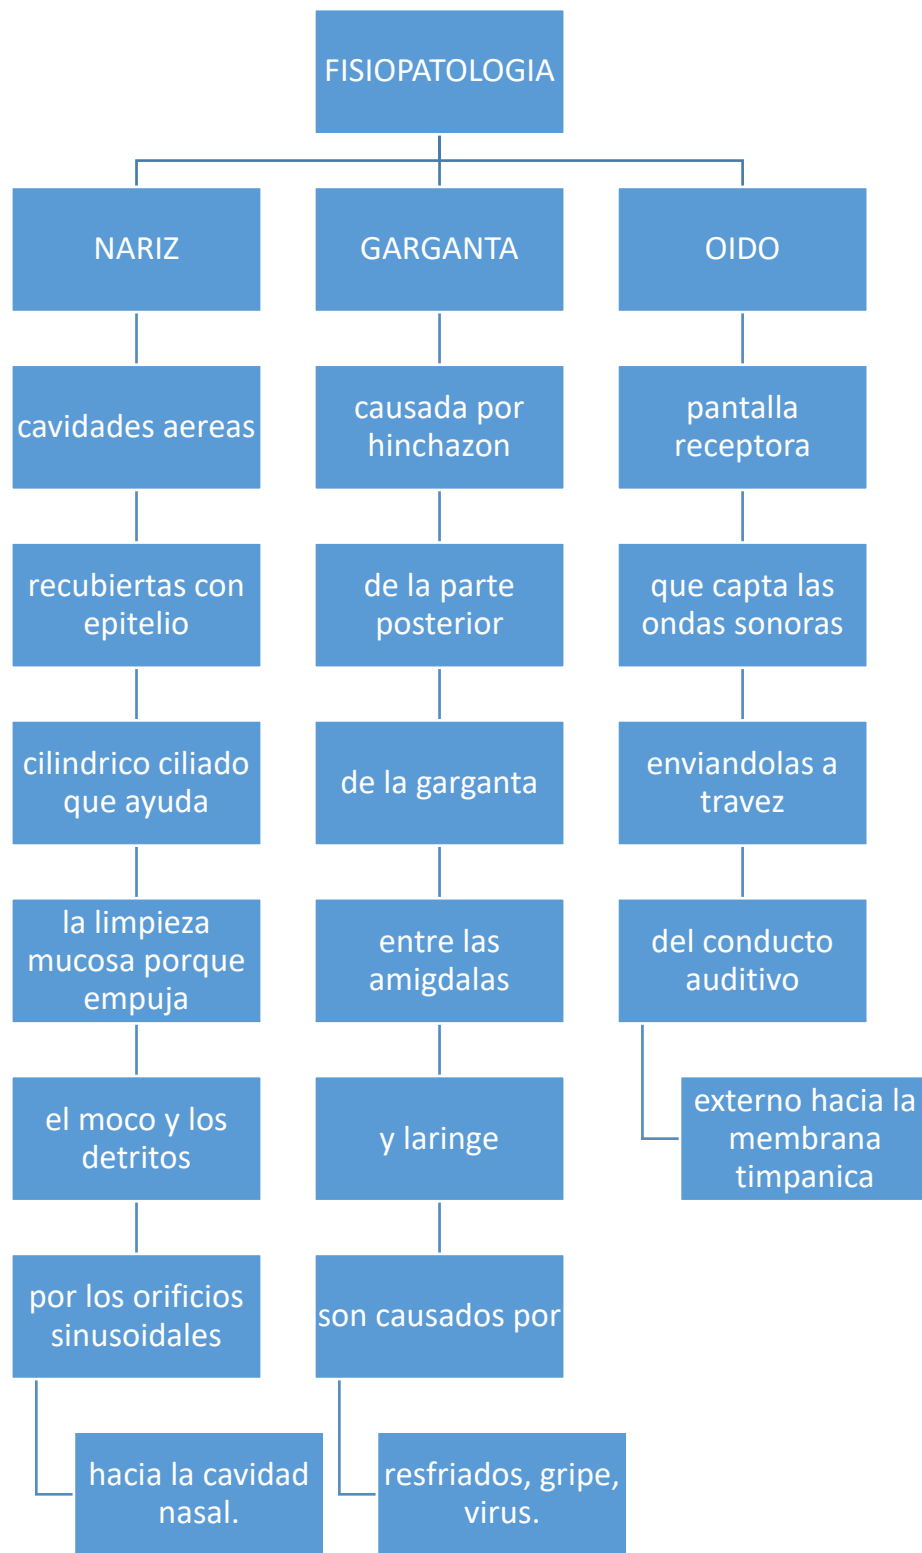 FISIOPATOLOGIA
NARIZ
cavidades aereas
recubiertas con
epitelio
cilindrico ciliado
que ayuda
la limpieza
mucosa porque
empuja
el moco y los
detritos
por los orificios
sinusoidales
hacia la cavidad
nasal.
GARGANTA
causada por
hinchazon
de la parte
posterior
de la garganta
entre las
amigdalas
y laringe
son causados por
resfriados, gripe,
virus.
OIDO
pantalla
receptora
que capta las
ondas sonoras
enviandolas a
travez
del conducto
auditivo
externo hacia la
membrana
timpanica